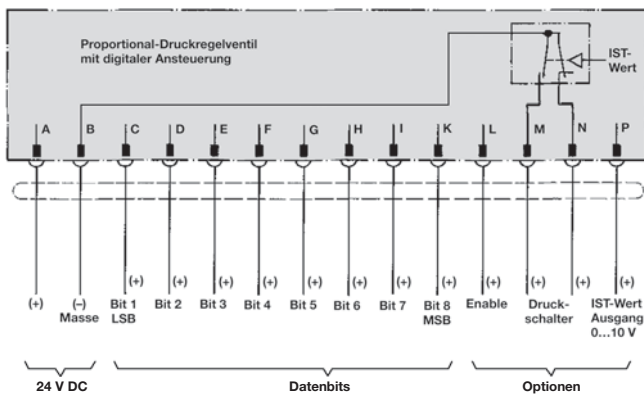 Proportional-Druckregelventil
mit digitaler Ansteuerung
IST-
Wert
A B C D E F G H I K L M N P
(+) (–) (+) (+) (+) (+) (+) (+) (+) (+) (+) (+) (+) (+)
Masse
Bit 1
LSB
Bit 2
Bit 3
Bit 4
Bit 5
Bit 6
Bit 7
Bit 8
MSB
Enable
Druck-
schalter
IST-Wert
Ausgang
0...10 V
24 V DC
Datenbits
Optionen